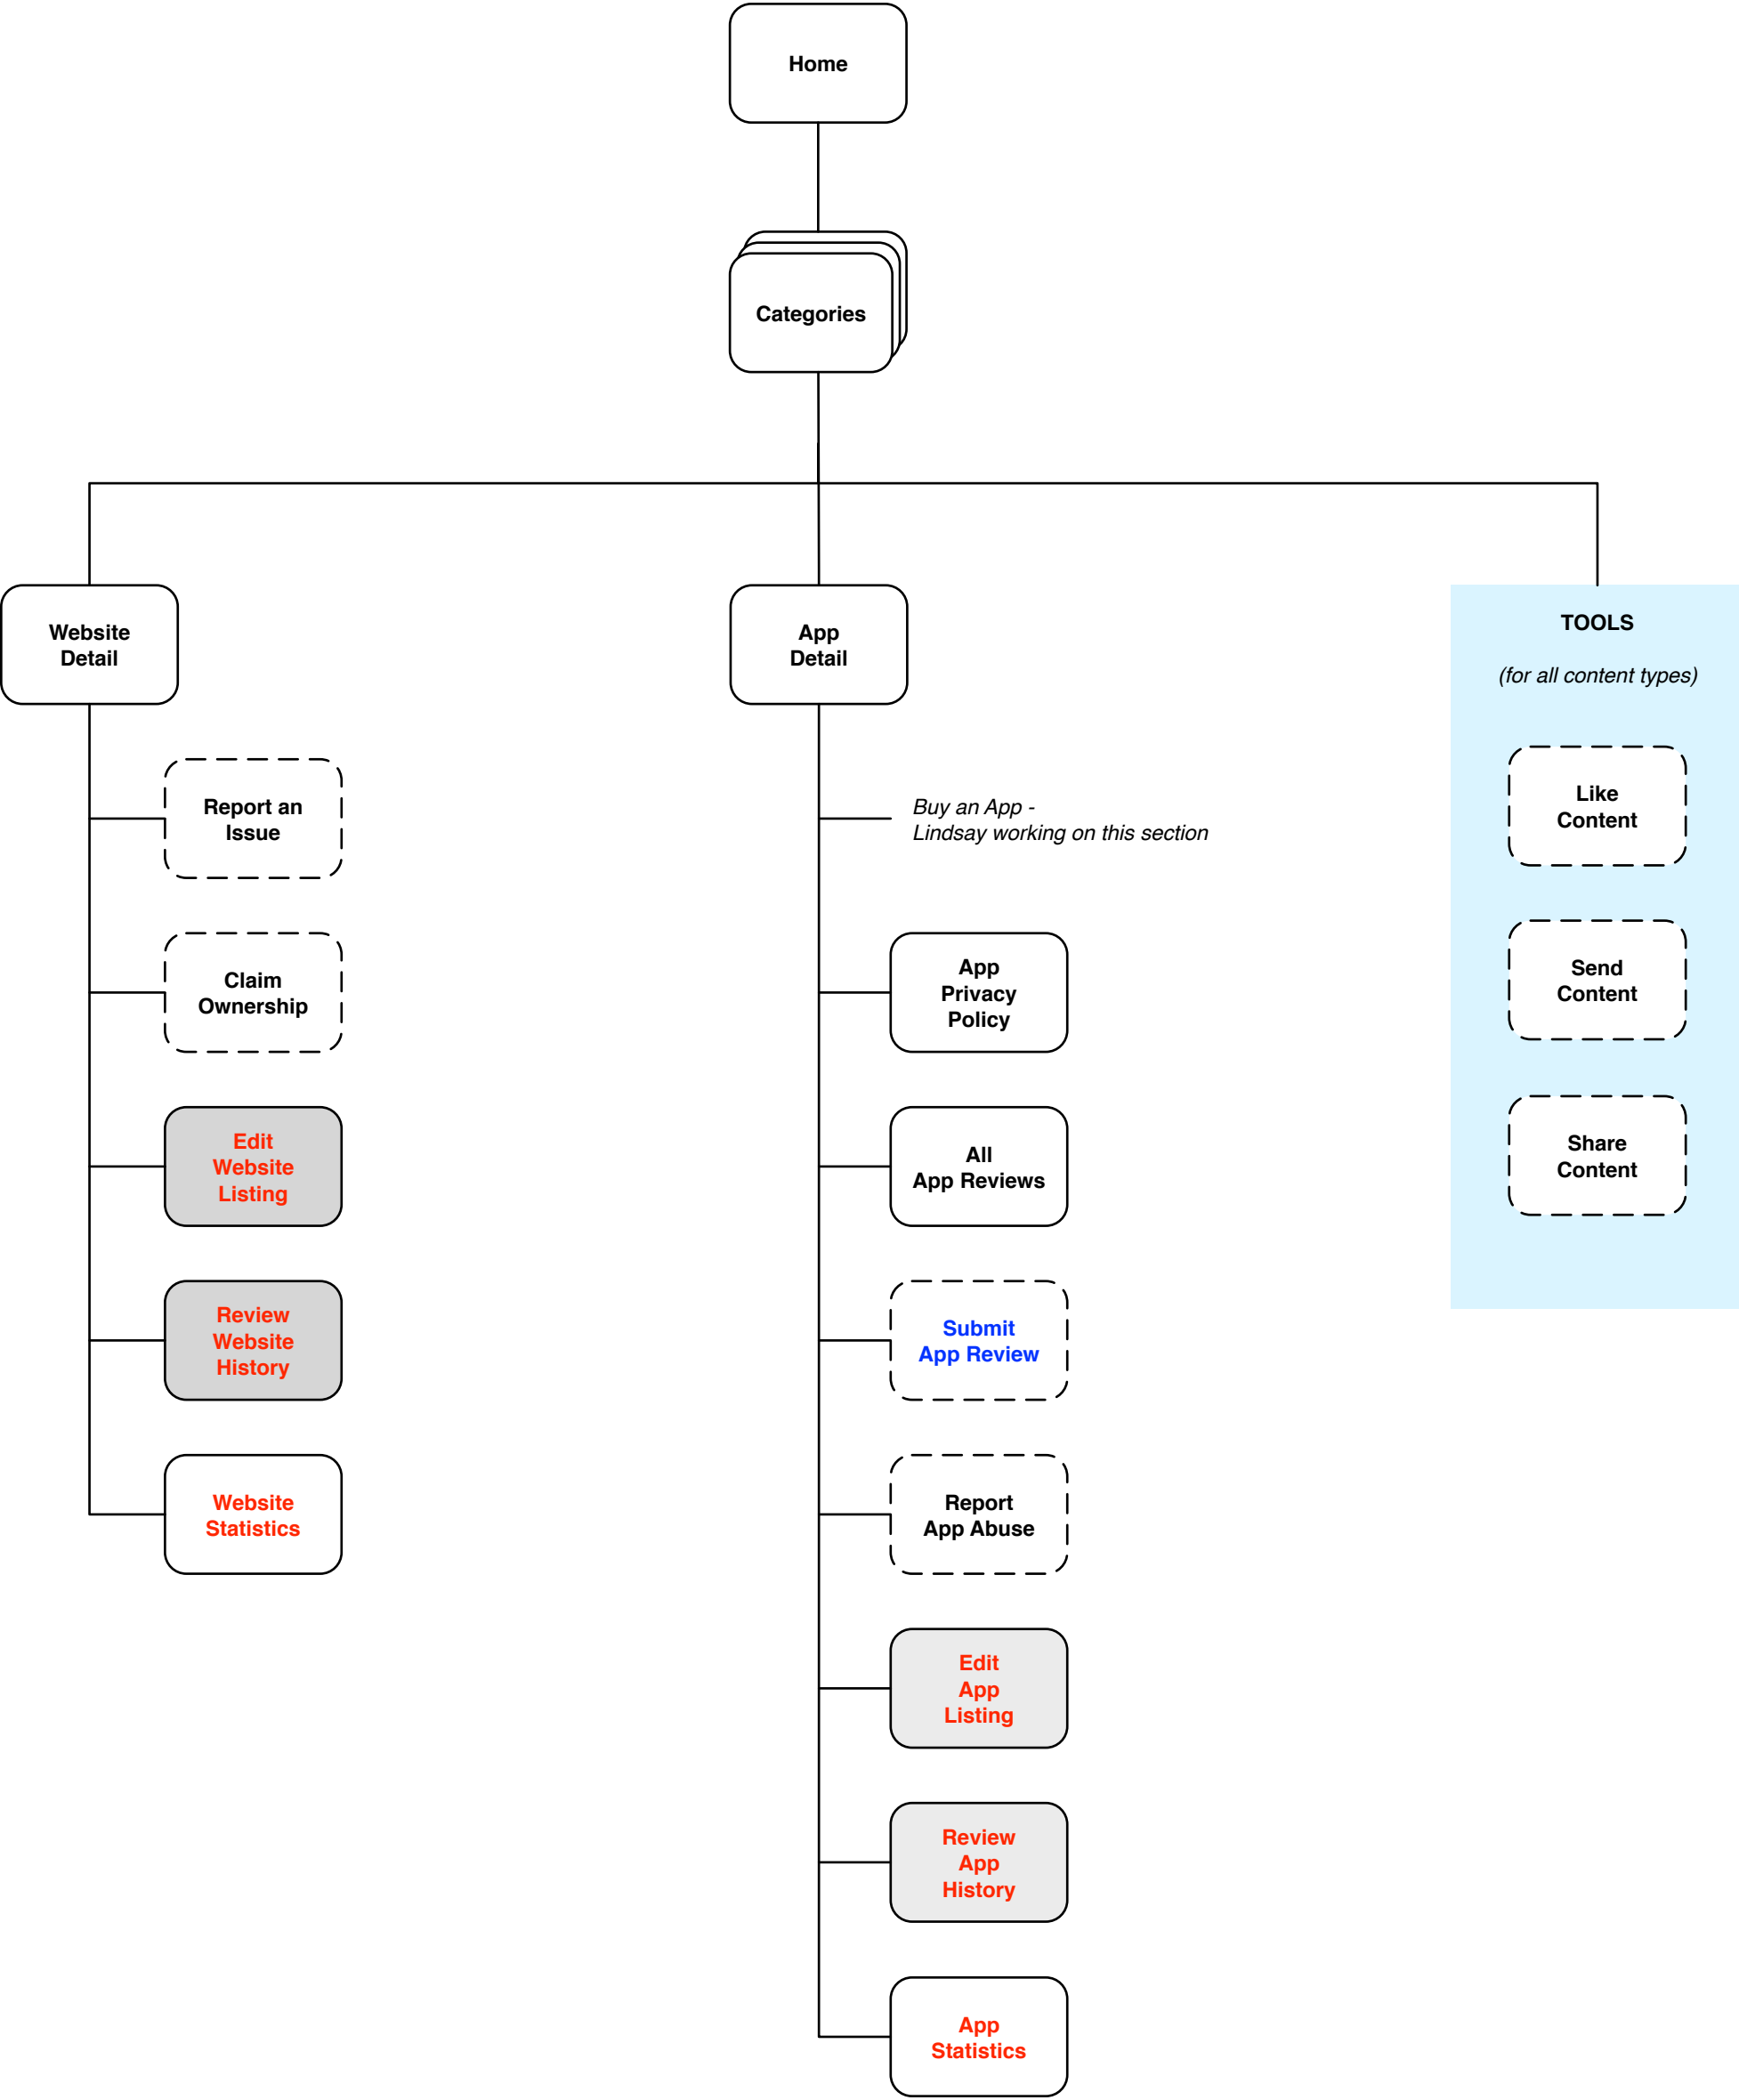 Home
Categories
Website
Detail
Report an
Issue
Claim
Ownership
Edit
Website
Listing
Review
Website
History
Website
Statistics
App
Detail
Buy an App -
Lindsay working on this section
App
Privacy
Policy
All
App Reviews
Submit
App Review
Report
App Abuse
Edit
App
Listing
Review
App
History
App
Statistics
TOOLS
(for all content types)
Like
Content
Send
Content
Share
Content